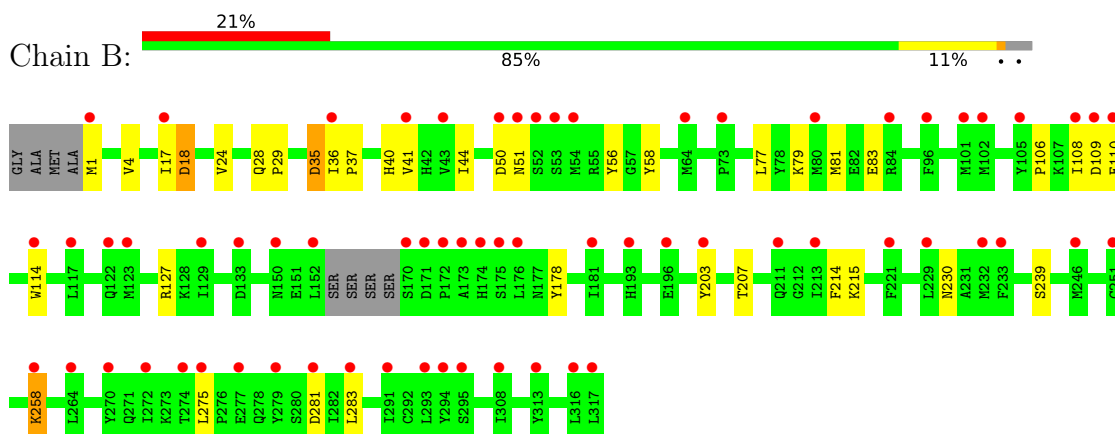 21%
Chain B:
85% 11% • •
GLY ALA MET ALA M1 V4 I17 D18 V24 Q28 P29 D35 I36 P37 H40 V41 H42 V43 I44 D50 N51 S52 S53 M54 R55 Y56 G57 Y58 M64 P73 L77 Y78 K79 M80 M81 E82 E83 R84 F96 M101 M102 Y105 P106 K107 I108 D109
W114 L117 Q122 M123 R127 K128 I129 D133 N150 E151 L152 SER SER SER SER S170 D171 P172 A173 H174 S175 L176 N177 Y178 I181 H193 E196 Y203 T207 Q211 G212 I213 F214 K215 F221 L229 N230 A231 M232 F233 S239 M246
K258 L264 Y270 Q271 I272 K273 T274 L275 P276 E277 Q278 Y279 S280 D281 I282 L283 I291 C292 L293 Y294 S295 I308 Y313 L316 L317